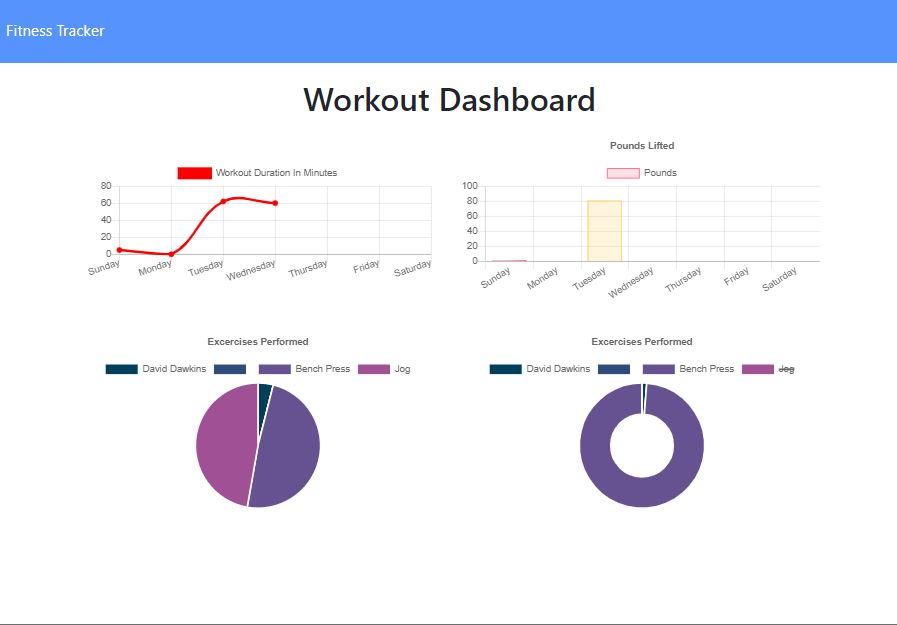 Fitness Tracker
Workout Dashboard
Workout Duration In Minutes
80
60
40
20
0
Sunday Monday Tuesday Wednesday Thursday Friday Saturday
Pounds Lifted
Pounds
100
80
60
40
20
0
Sunday Monday Tuesday Wednesday Thursday Friday Saturday
Excercises Performed
David Dawkins Bench Press Jog
Excercises Performed
David Dawkins Bench Press Jog